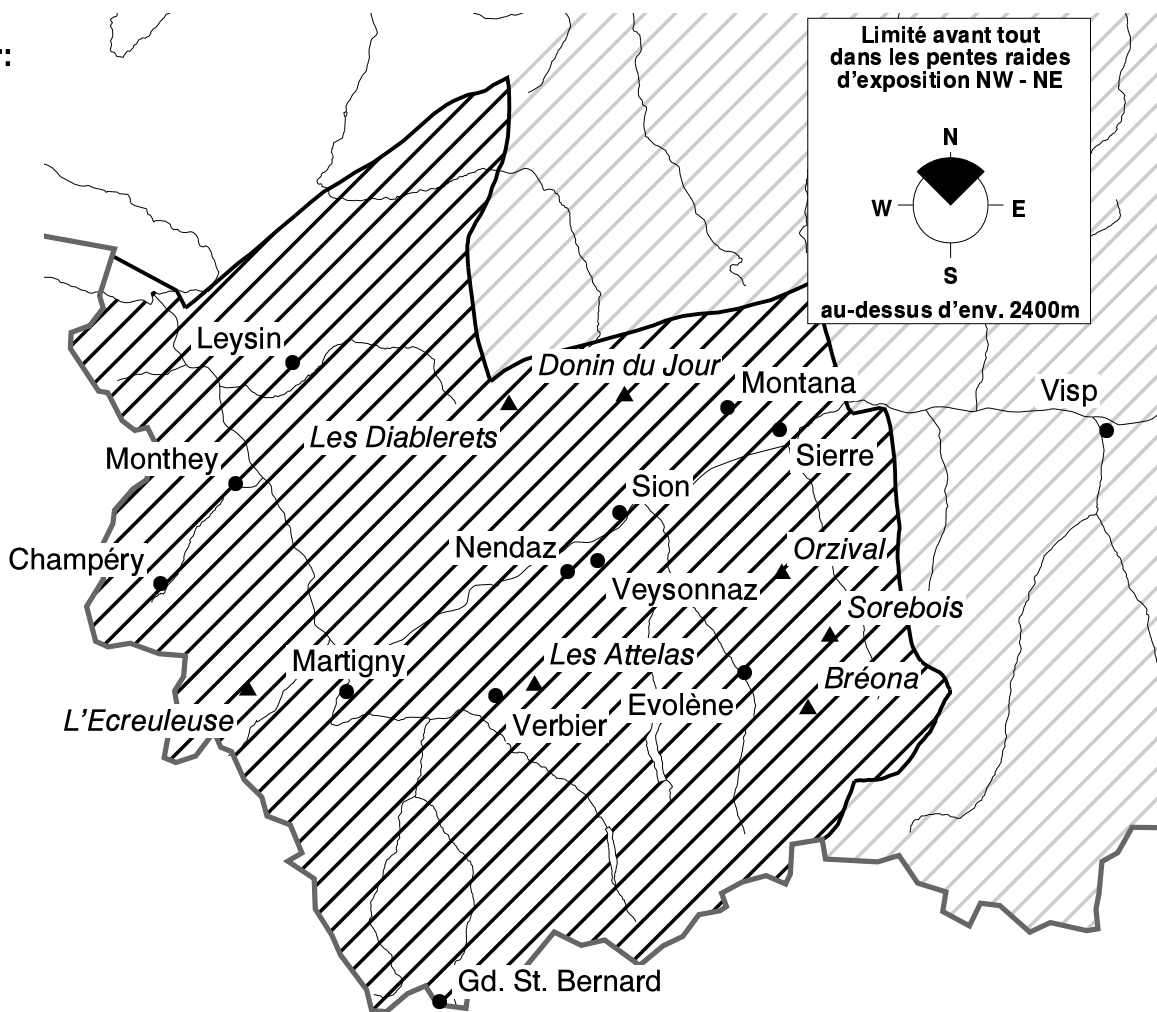 r:
Limité avant tout
dans les pentes raides
d'exposition NW - NE
N
W
E
S
au-dessus d'env. 2400m
Leysin
Donin du Jour
Montana
Visp
Les Diablerets
Sierre
Monthey
Sion
Nendaz
Orzival
Champéry
Veysonnaz
Sorebois
Martigny
Les Attelas
Bréona
L'Ecreuleuse
Evolène
Verbier
Gd. St. Bernard